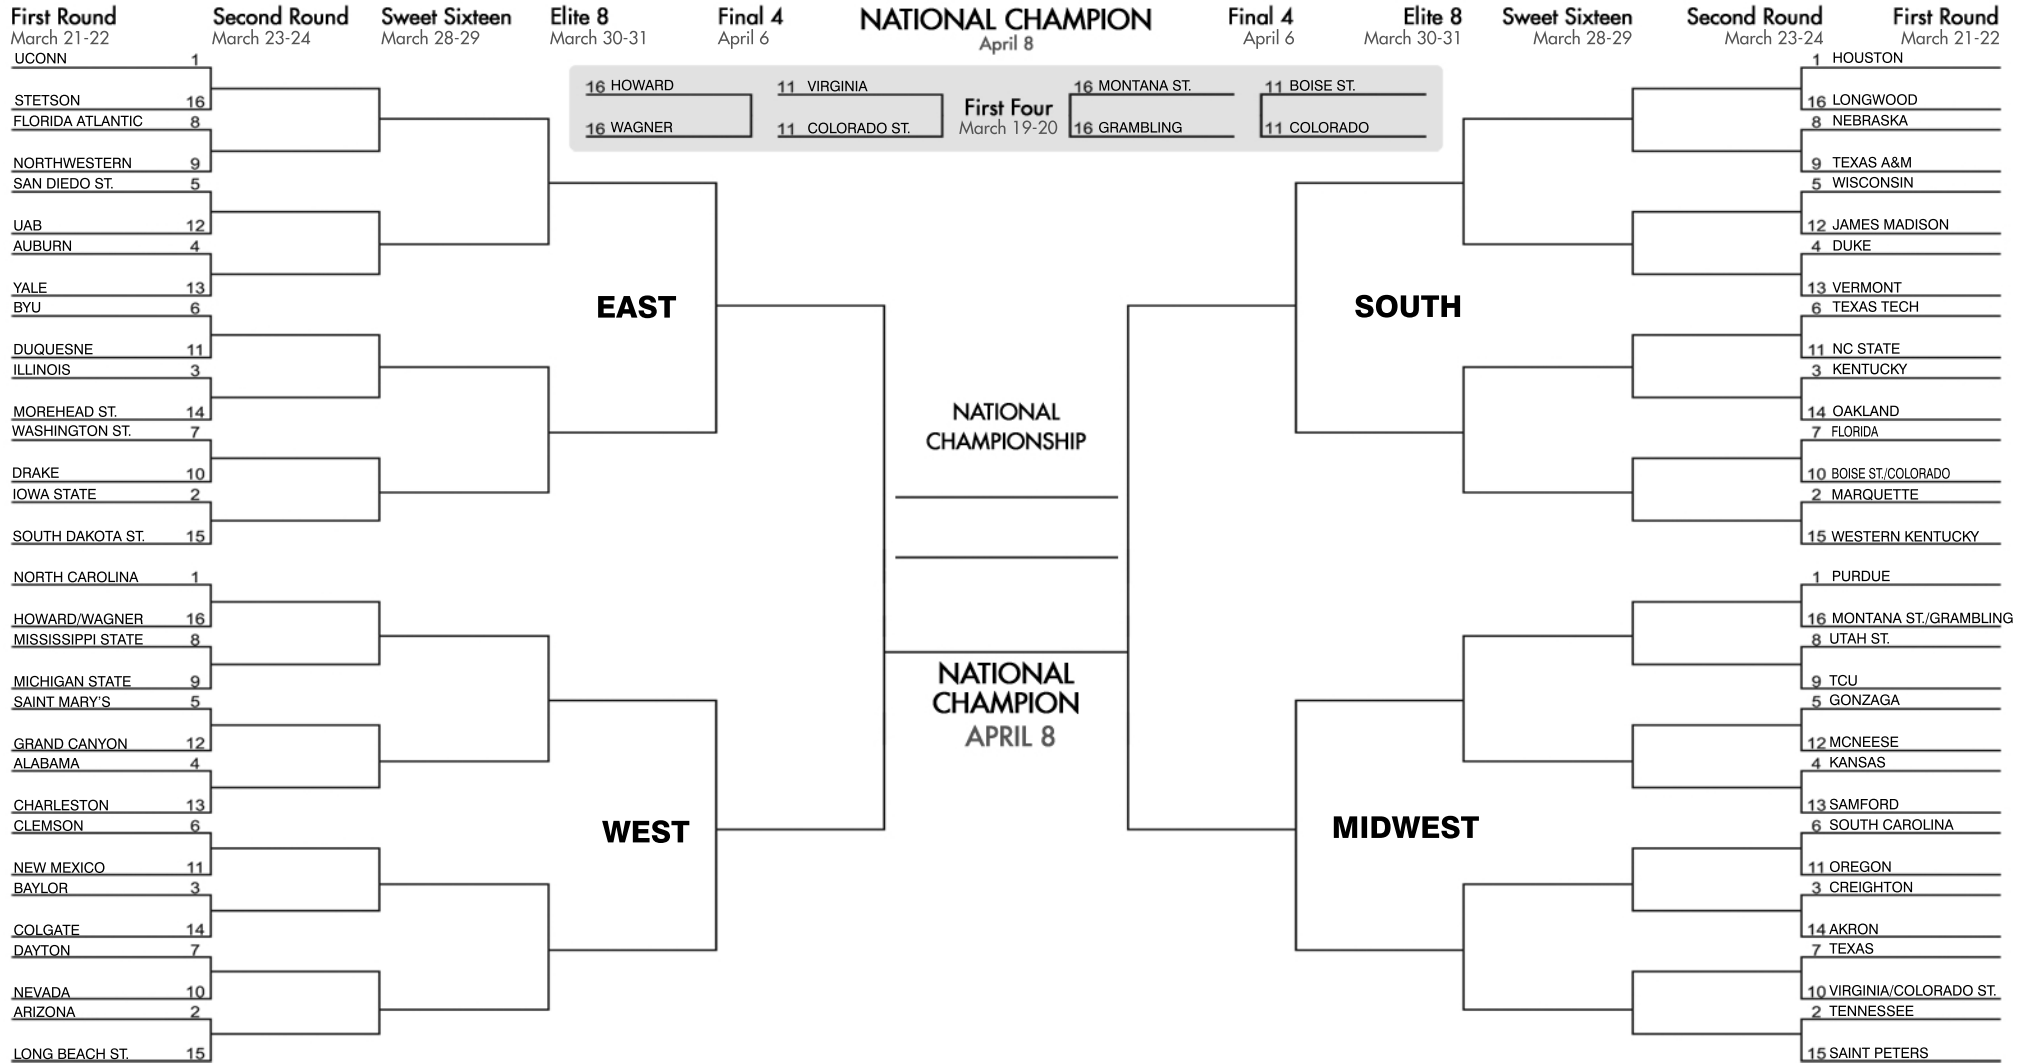 First Round
March 21-22
Second Round
March 23-24
Sweet Sixteen
March 28-29
Elite 8
March 30-31
Final 4
April 6
NATIONAL CHAMPION
April 8
Final 4
April 6
Elite 8
March 30-31
Sweet Sixteen
March 28-29
Second Round
March 23-24
First Round
March 21-22
16 HOWARD
16 WAGNER
11 VIRGINIA
11 COLORADO ST.
First Four
March 19-20
16 MONTANA ST.
16 GRAMBLING
11 BOISE ST.
11 COLORADO
UCONN 1
STETSON 16
FLORIDA ATLANTIC 8
NORTHWESTERN 9
SAN DIEDO ST. 5
UAB 12
AUBURN 4
YALE 13
BYU 6
DUQUESNE 11
ILLINOIS 3
MOREHEAD ST. 14
WASHINGTON ST. 7
DRAKE 10
IOWA STATE 2
SOUTH DAKOTA ST. 15
EAST
NORTH CAROLINA 1
HOWARD/WAGNER 16
MISSISSIPPI STATE 8
MICHIGAN STATE 9
SAINT MARY'S 5
GRAND CANYON 12
ALABAMA 4
CHARLESTON 13
CLEMSON 6
NEW MEXICO 11
BAYLOR 3
COLGATE 14
DAYTON 7
NEVADA 10
ARIZONA 2
LONG BEACH ST. 15
WEST
NATIONAL
CHAMPIONSHIP
NATIONAL
CHAMPION
APRIL 8
SOUTH
1 HOUSTON
16 LONGWOOD
8 NEBRASKA
9 TEXAS A&M
5 WISCONSIN
12 JAMES MADISON
4 DUKE
13 VERMONT
6 TEXAS TECH
11 NC STATE
3 KENTUCKY
14 OAKLAND
7 FLORIDA
10 BOISE ST./COLORADO
2 MARQUETTE
15 WESTERN KENTUCKY
MIDWEST
1 PURDUE
16 MONTANA ST./GRAMBLING
8 UTAH ST.
9 TCU
5 GONZAGA
12 MCNEESE
4 KANSAS
13 SAMFORD
6 SOUTH CAROLINA
11 OREGON
3 CREIGHTON
14 AKRON
7 TEXAS
10 VIRGINIA/COLORADO ST.
2 TENNESSEE
15 SAINT PETERS